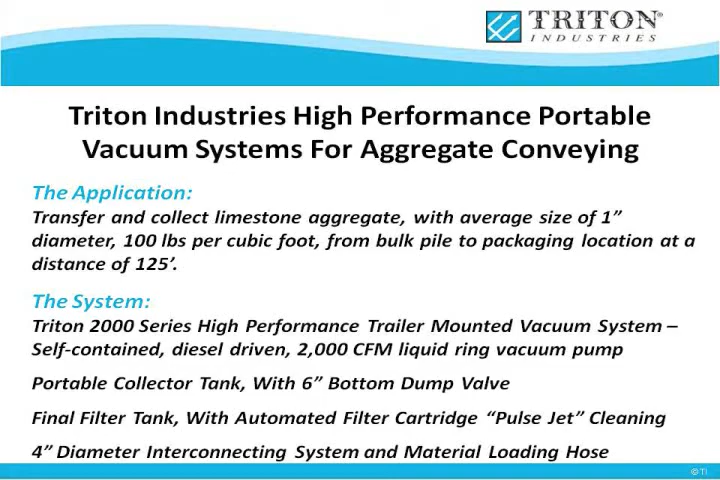 TRITON®
INDUSTRIES
Triton Industries High Performance Portable
Vacuum Systems For Aggregate Conveying
The Application:
Transfer and collect limestone aggregate, with average size of 1”
diameter, 100 lbs per cubic foot, from bulk pile to packaging location at a
distance of 125’.
The System:
Triton 2000 Series High Performance Trailer Mounted Vacuum System –
Self-contained, diesel driven, 2,000 CFM liquid ring vacuum pump
Portable Collector Tank, With 6” Bottom Dump Valve
Final Filter Tank, With Automated Filter Cartridge “Pulse Jet” Cleaning
4” Diameter Interconnecting System and Material Loading Hose
© TI